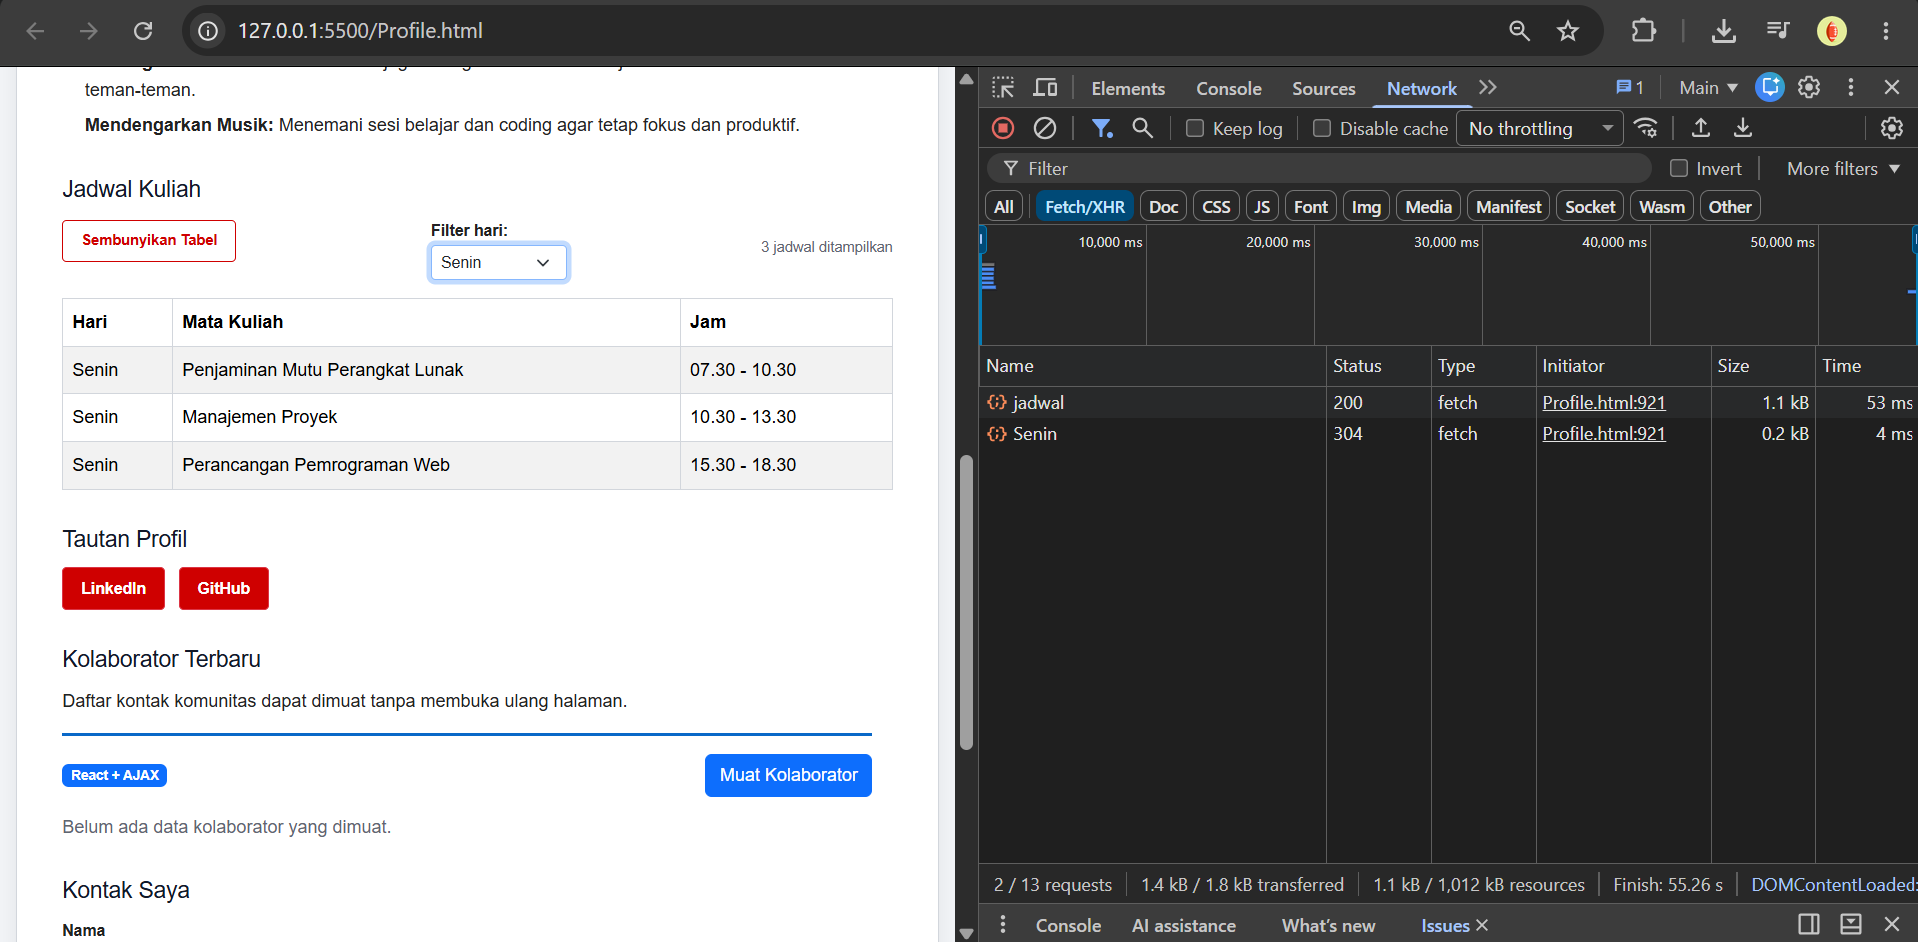 127.0.0.1:5500/Profile.html
teman-teman.
Mendengarkan Musik: Menemani sesi belajar dan coding agar tetap fokus dan produktif.
Jadwal Kuliah
Sembunyikan Tabel
Filter hari:
Senin
3 jadwal ditampilkan
Hari Mata Kuliah Jam
Senin Penjaminan Mutu Perangkat Lunak 07.30 - 10.30
Senin Manajemen Proyek 10.30 - 13.30
Senin Perancangan Pemrograman Web 15.30 - 18.30
Tautan Profil
LinkedIn GitHub
Kolaborator Terbaru
Daftar kontak komunitas dapat dimuat tanpa membuka ulang halaman.
React + AJAX Muat Kolaborator
Belum ada data kolaborator yang dimuat.
Kontak Saya
Nama
Elements Console Sources Network 1 Main
Keep log Disable cache No throttling
Filter Invert More filters
All Fetch/XHR Doc CSS JS Font Img Media Manifest Socket Wasm Other
10,000 ms 20,000 ms 30,000 ms 40,000 ms 50,000 ms
Name Status Type Initiator Size Time
jadwal 200 fetch Profile.html:921 1.1 kB 53 ms
Senin 304 fetch Profile.html:921 0.2 kB 4 ms
2 / 13 requests 1.4 kB / 1.8 kB transferred 1.1 kB / 1,012 kB resources Finish: 55.26 s DOMContentLoaded:
Console AI assistance What's new Issues